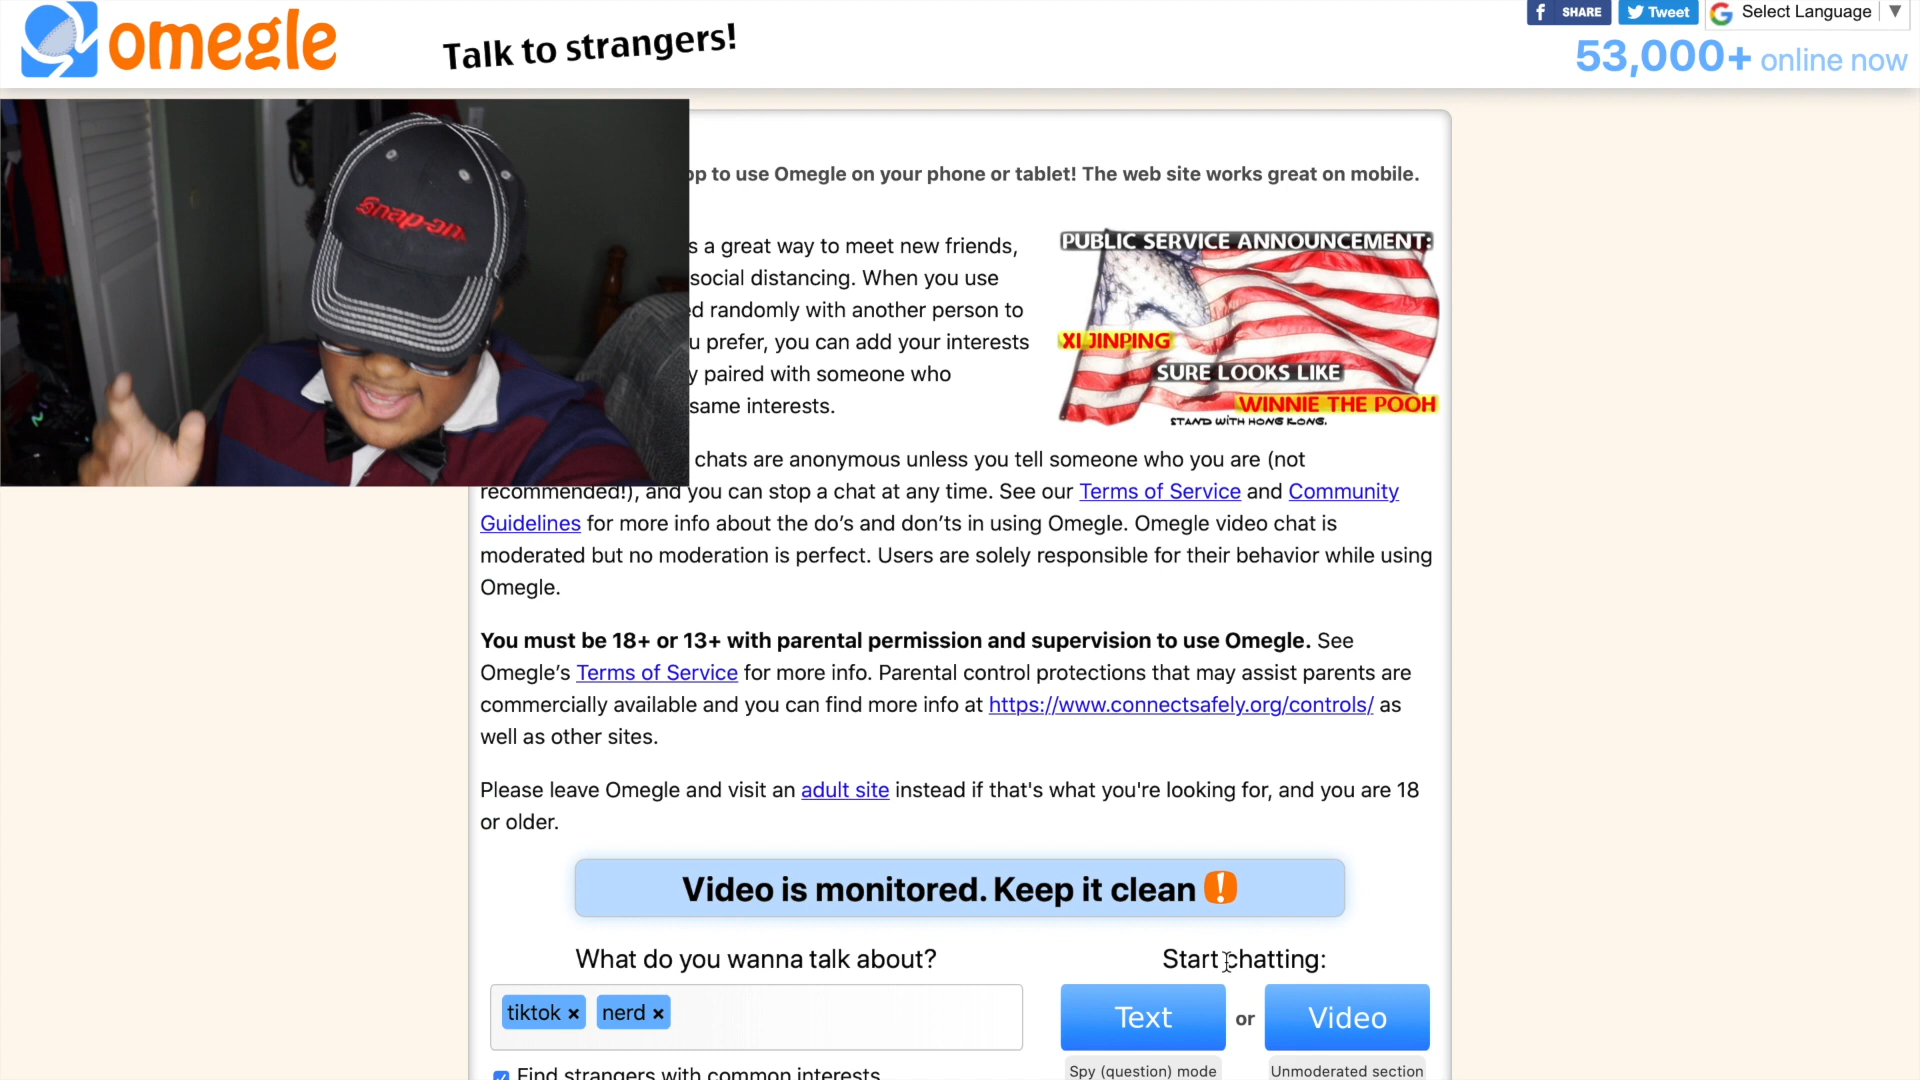 omegle
Talk to strangers!
SHARE
Tweet
Select Language
53,000+ online now
Snap-on
to use Omegle on your phone or tablet! The web site works great on mobile.
a great way to meet new friends,
social distancing. When you use
randomly with another person to
prefer, you can add your interests
paired with someone who
same interests.
PUBLIC SERVICE ANNOUNCEMENT:
XI JINPING
SURE LOOKS LIKE
WINNIE THE POOH
STAND WITH HONG KONG.
chats are anonymous unless you tell someone who you are (not
recommended!), and you can stop a chat at any time. See our Terms of Service and Community
Guidelines for more info about the do's and don'ts in using Omegle. Omegle video chat is
moderated but no moderation is perfect. Users are solely responsible for their behavior while using
Omegle.
You must be 18+ or 13+ with parental permission and supervision to use Omegle. See
Omegle's Terms of Service for more info. Parental control protections that may assist parents are
commercially available and you can find more info at https://www.connectsafely.org/controls/ as
well as other sites.
Please leave Omegle and visit an adult site instead if that's what you're looking for, and you are 18
or older.
Video is monitored. Keep it clean !
What do you wanna talk about?
Start chatting:
tiktok × nerd ×
Text or Video
Find strangers with common interests
Spy (question) mode
Unmoderated section